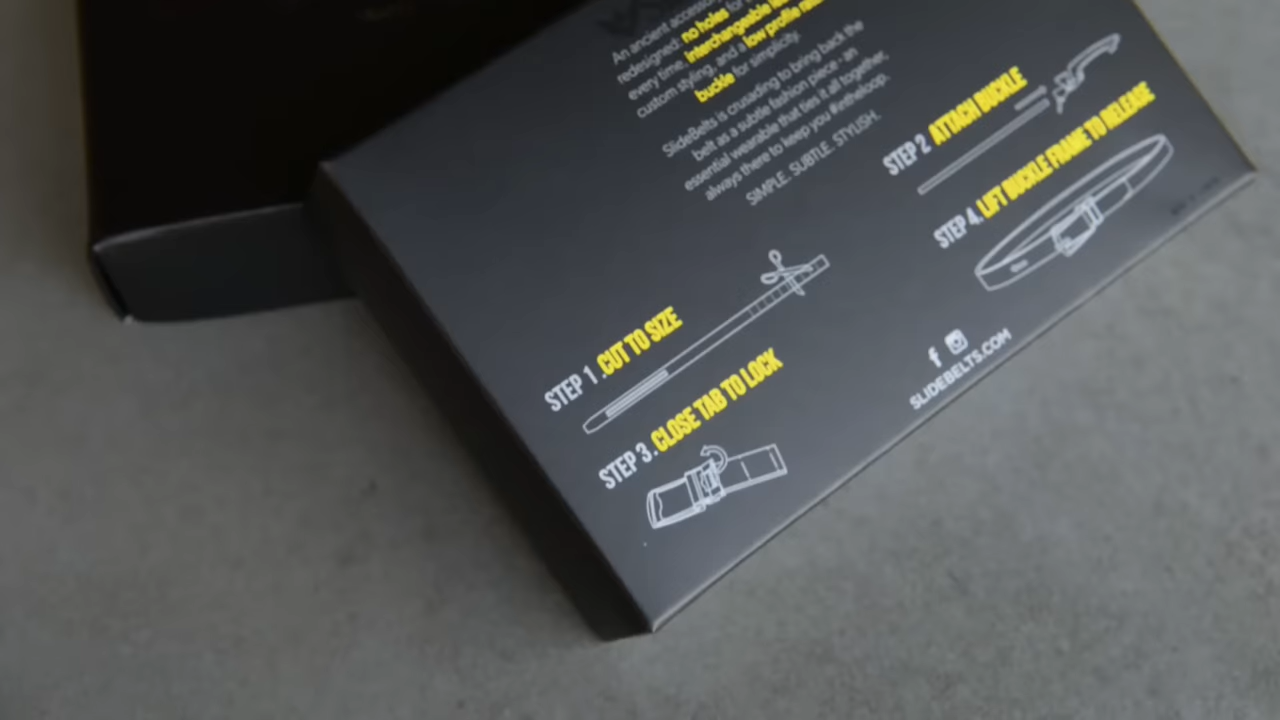 An ancient accessory
redesigned: no holes for
every time, interchangeable
custom styling, and a low profile
buckle for simplicity.
SlideBelts is crusading to bring back the
belt as a subtle fashion piece - an
essential wearable that ties it all together,
always there to keep you #intheloop.
SIMPLE. SUBTLE. STYLISH.
STEP 1. CUT TO SIZE
STEP 2 ATTACH BUCKLE
STEP 3. CLOSE TAB TO LOCK
STEP 4. LIFT BUCKLE FRAME TO RELEASE
SLIDEBELTS.COM